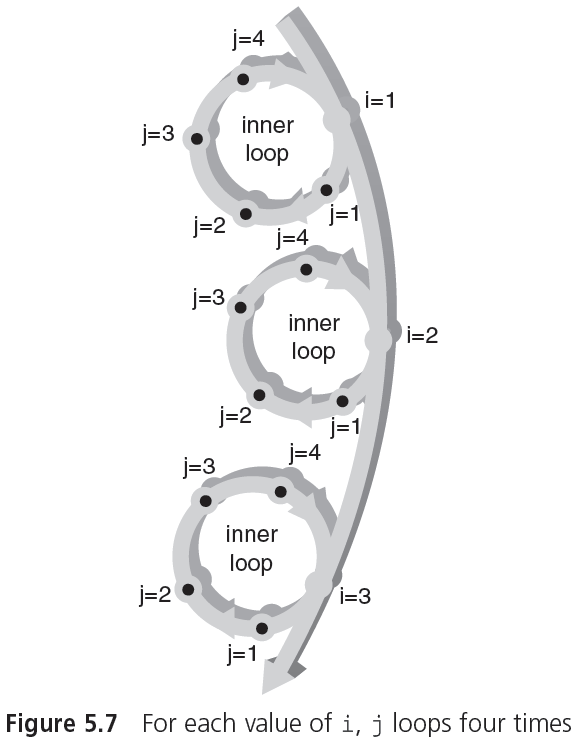 j=4
i=1
j=3
inner
loop
j=1
j=2
j=4
j=3
inner
loop
i=2
j=2
j=1
j=4
j=3
inner
loop
j=2
i=3
j=1
Figure 5.7 For each value of i, j loops four times